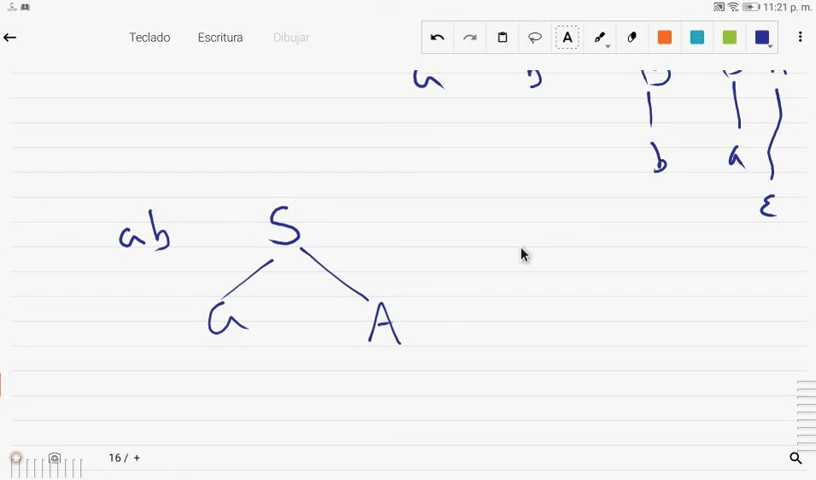 11:21 p. m.
Teclado Escritura Dibujar
A
a b
b a
ε
ab S
a A
16 / +